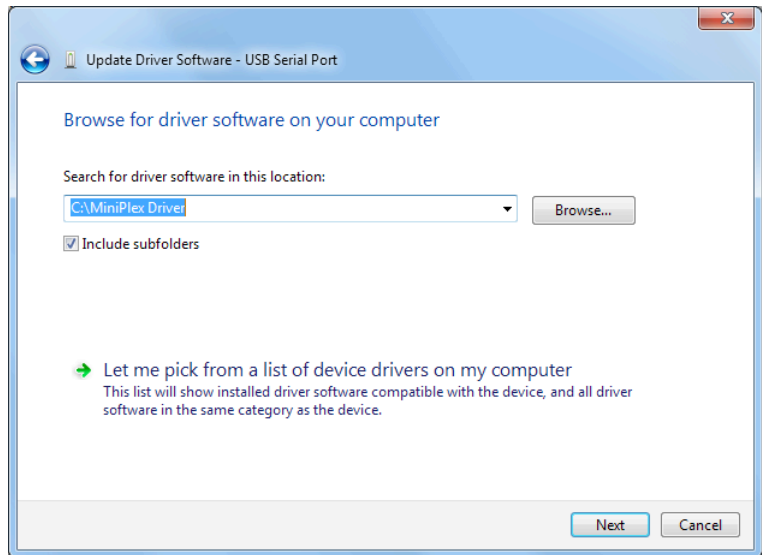 Update Driver Software - USB Serial Port
Browse for driver software on your computer
Search for driver software in this location:
C:\MiniPlex Driver
Browse...
Include subfolders
Let me pick from a list of device drivers on my computer
This list will show installed driver software compatible with the device, and all driver
software in the same category as the device.
Next
Cancel